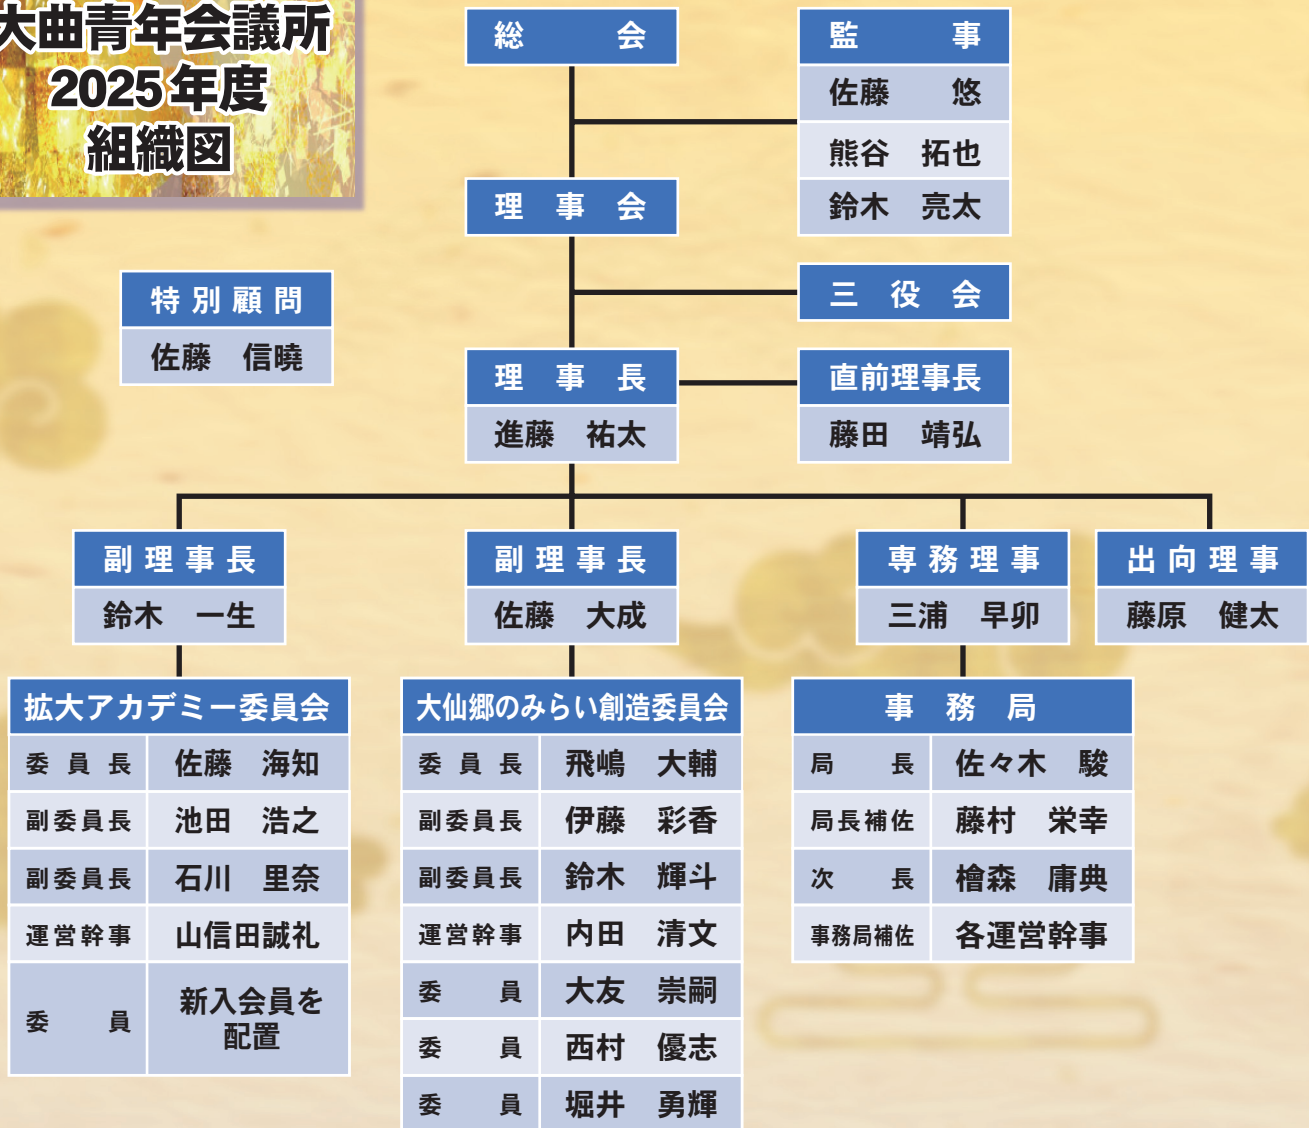 大曲青年会議所
2025年度
組織図
総会
監事
佐藤 悠
熊谷 拓也
鈴木 亮太
理事会
三役会
特別顧問
佐藤 信曉
理事長
進藤 祐太
直前理事長
藤田 靖弘
副理事長
鈴木 一生
副理事長
佐藤 大成
専務理事
三浦 早卯
出向理事
藤原 健太
拡大アカデミー委員会
委員長 佐藤 海知
副委員長 池田 浩之
副委員長 石川 里奈
運営幹事 山信田誠礼
委員 新入会員を
配置
大仙郷のみらい創造委員会
委員長 飛嶋 大輔
副委員長 伊藤 彩香
副委員長 鈴木 輝斗
運営幹事 内田 清文
委員 大友 崇嗣
委員 西村 優志
委員 堀井 勇輝
事務局
局長 佐々木 駿
局長補佐 藤村 栄幸
次長 檜森 庸典
事務局補佐 各運営幹事